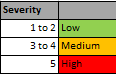 Severity
1 to 2 Low
3 to 4 Medium
5 High